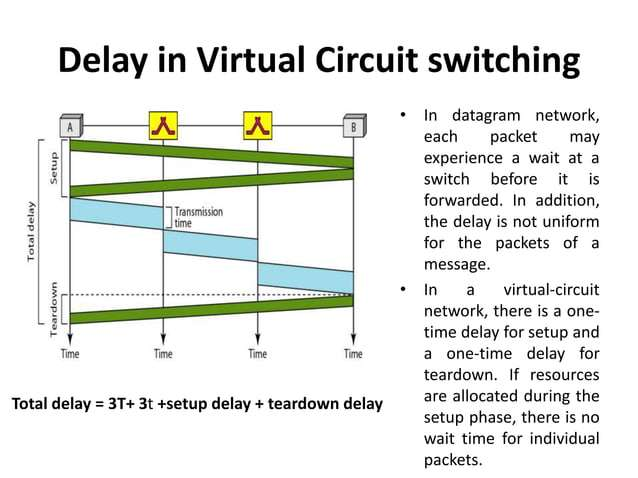 Delay in Virtual Circuit switching
A
B
Setup
Transmission
time
Total delay
Teardown
Time
Time
Time
Time
Total delay = 3T+ 3t +setup delay + teardown delay
• In datagram network,
each packet may
experience a wait at a
switch before it is
forwarded. In addition,
the delay is not uniform
for the packets of a
message.
• In a virtual-circuit
network, there is a one-
time delay for setup and
a one-time delay for
teardown. If resources
are allocated during the
setup phase, there is no
wait time for individual
packets.